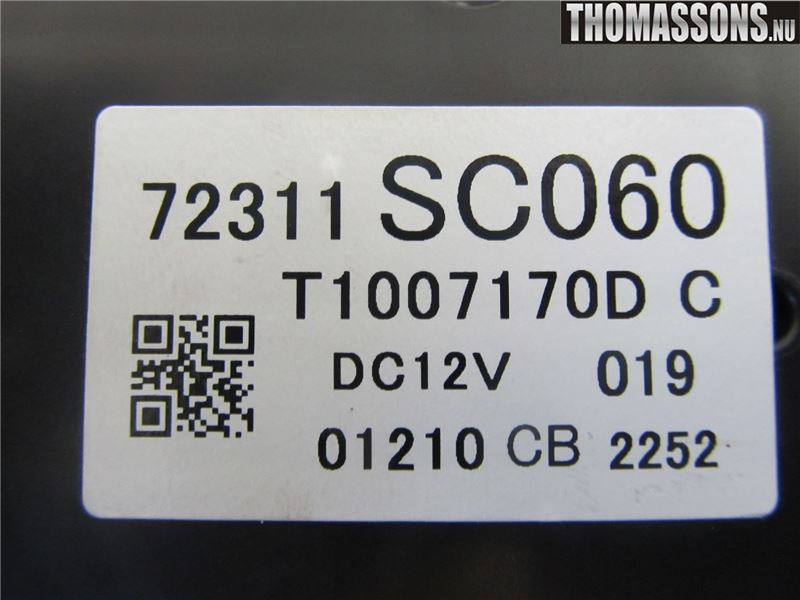 THOMASSONS.NU
72311 SC060
T1007170D C
DC12V 019
01210 CB 2252